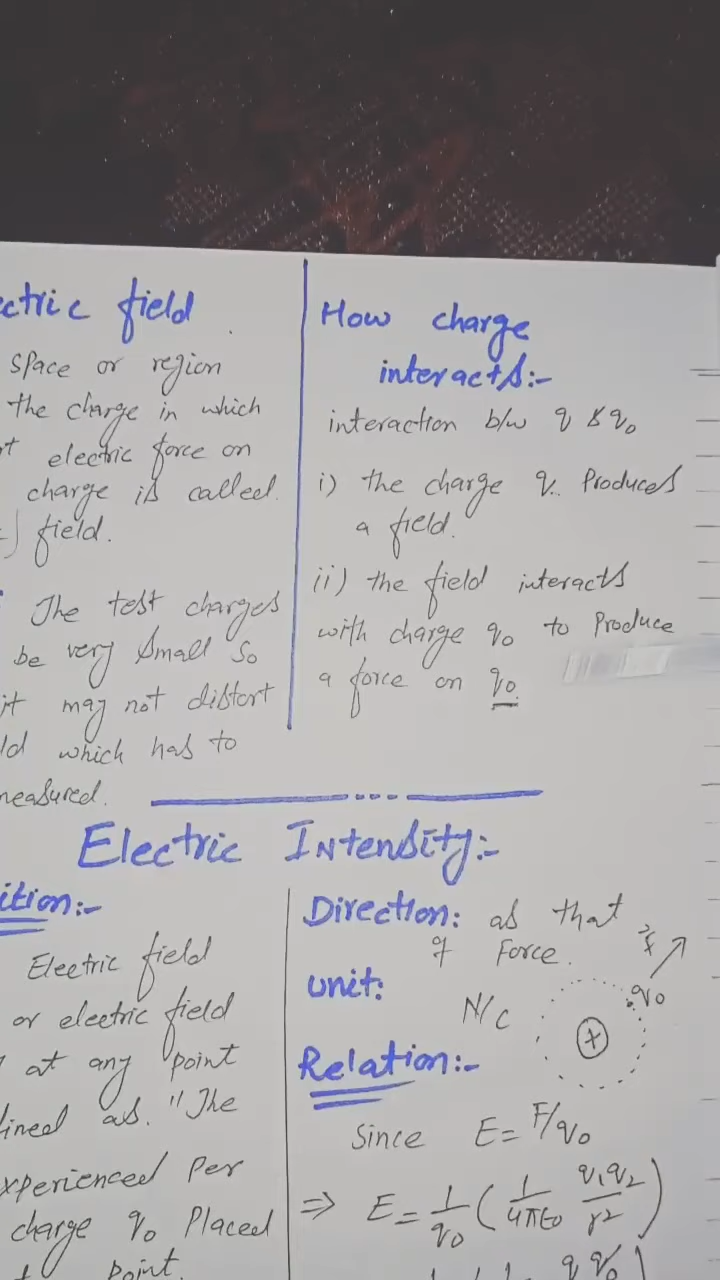 ectric field
space or region
the charge in which
electric force on
charge is called
field.
The test charges
be very small so
it may not distort
ld which has to
measured.
How charge
interacts:-
interaction b/w q & q₀
i) the charge q. Produces
a field.
ii) the field interacts
with charge q₀ to Produce
a force on q₀.
Electric Intensity:-
ition:-
Electric field
or electric field
at any point
fined as. "The
xperienced Per
charge q₀ Placed
point.
Direction: as that
of Force.
Unit:
N/C
F
q₀
+
Relation:-
Since E = F/q₀
⇒ E = 1/q₀ ( 1/4πε₀ q₁q₂/r² )